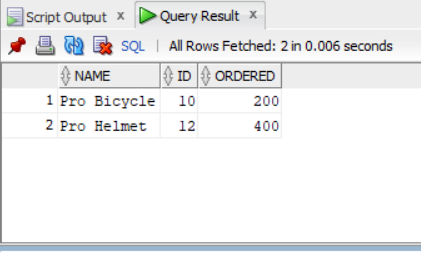 Script Output x Query Result x
SQL | All Rows Fetched: 2 in 0.006 seconds
NAME ID ORDERED
1 Pro Bicycle 10 200
2 Pro Helmet 12 400